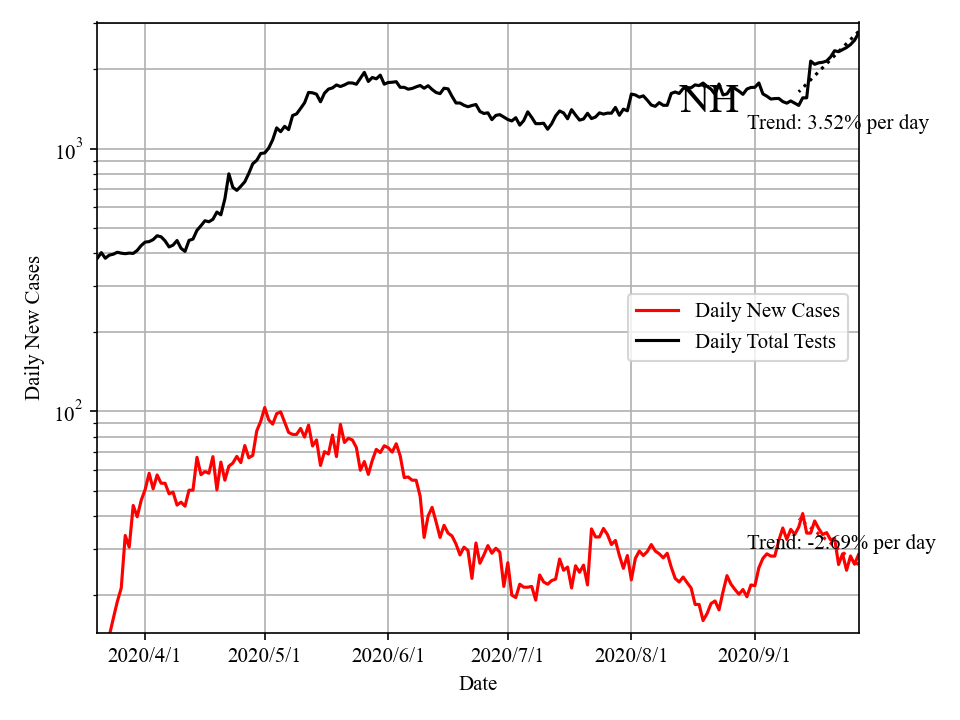 NH
Trend: 3.52% per day
10^3
Daily New Cases
Daily New Cases
Daily Total Tests
10^2
Trend: -2.69% per day
2020/4/1 2020/5/1 2020/6/1 2020/7/1 2020/8/1 2020/9/1
Date